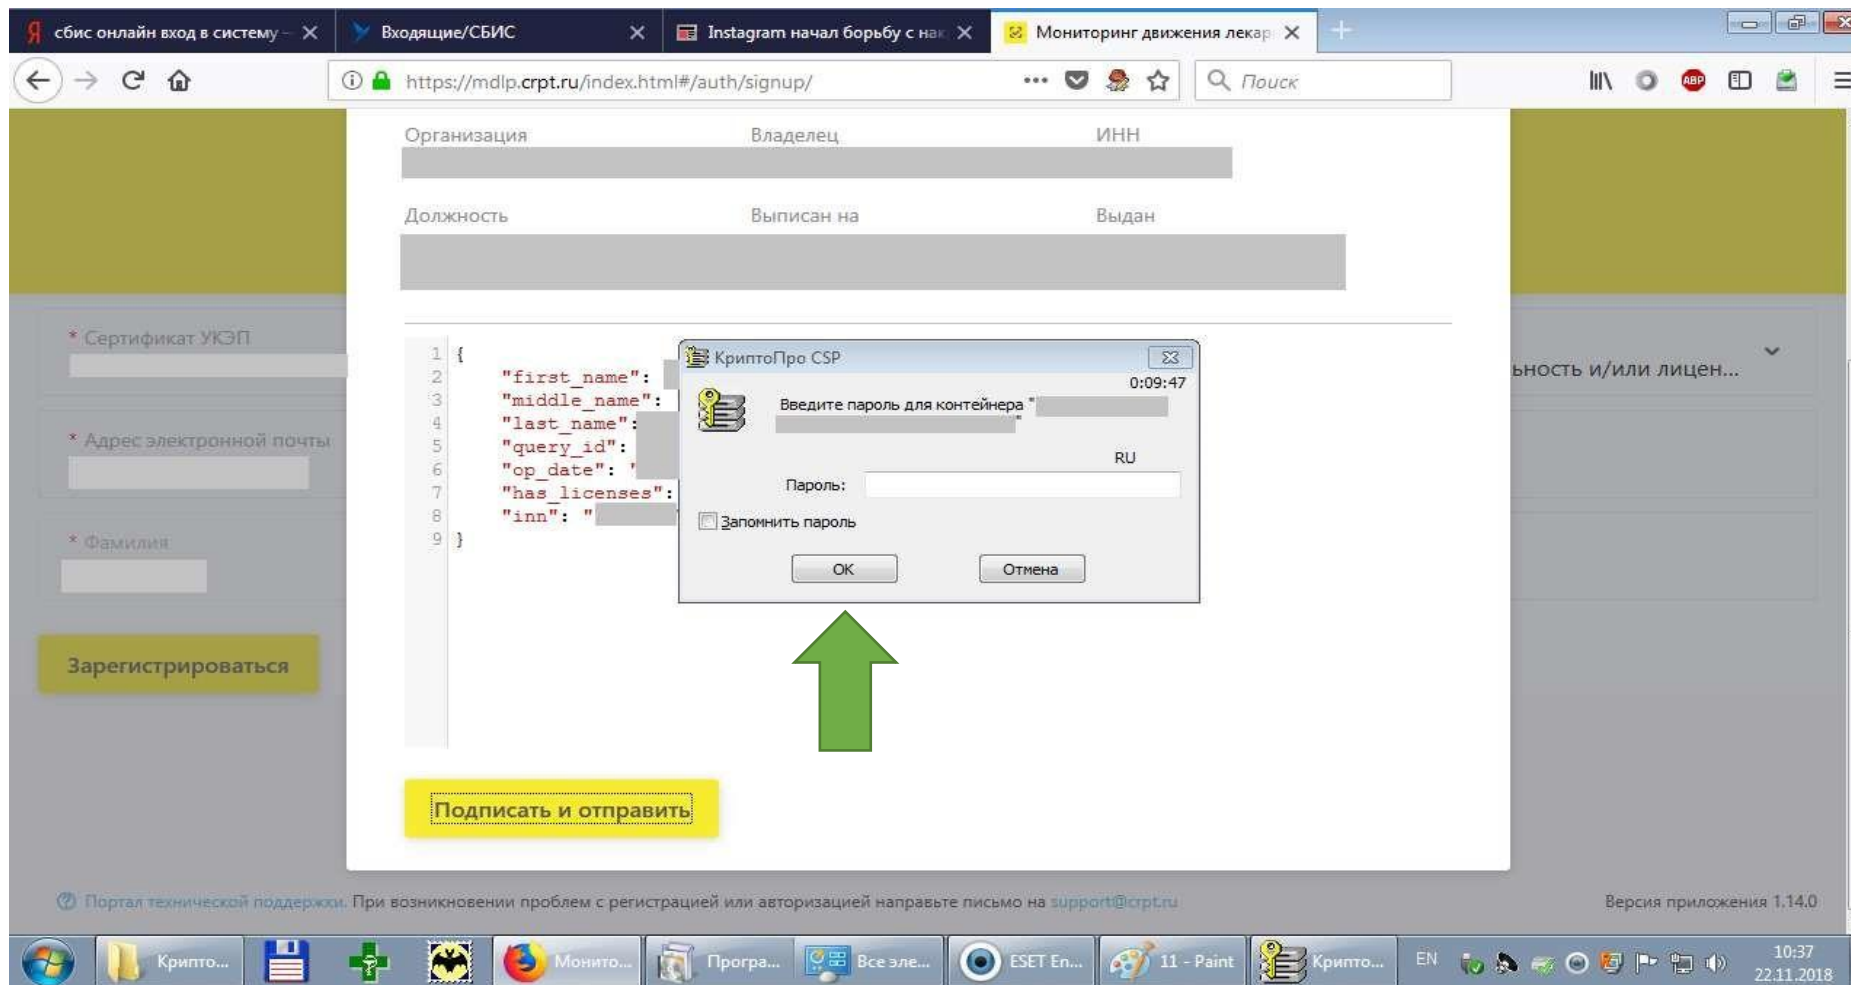 сбис онлайн вход в систему –
Входящие/СБИС
Instagram начал борьбу с нак
Мониторинг движения лекар
https://mdlp.crpt.ru/index.html#/auth/signup/
Поиск
ABP
Организация Владелец ИНН
Должность Выписан на Выдан
* Сертификат УКЭП
ьность и/или лицен...
* Адрес электронной почты
* Фамилия
Зарегистрироваться
1 {
2 "first_name":
3 "middle_name":
4 "last_name":
5 "query_id":
6 "op_date": "
7 "has_licenses":
8 "inn": "
9 }
КриптоПро CSP
0:09:47
Введите пароль для контейнера "
"
RU
Пароль:
Запомнить пароль
OK Отмена
Подписать и отправить
Портал технической поддержки. При возникновении проблем с регистрацией или авторизацией направьте письмо на support@crpt.ru
Версия приложения 1.14.0
Крипто... Монито... Програ... Все эле... ESET En... 11 - Paint Крипто... EN 10:37
22.11.2018